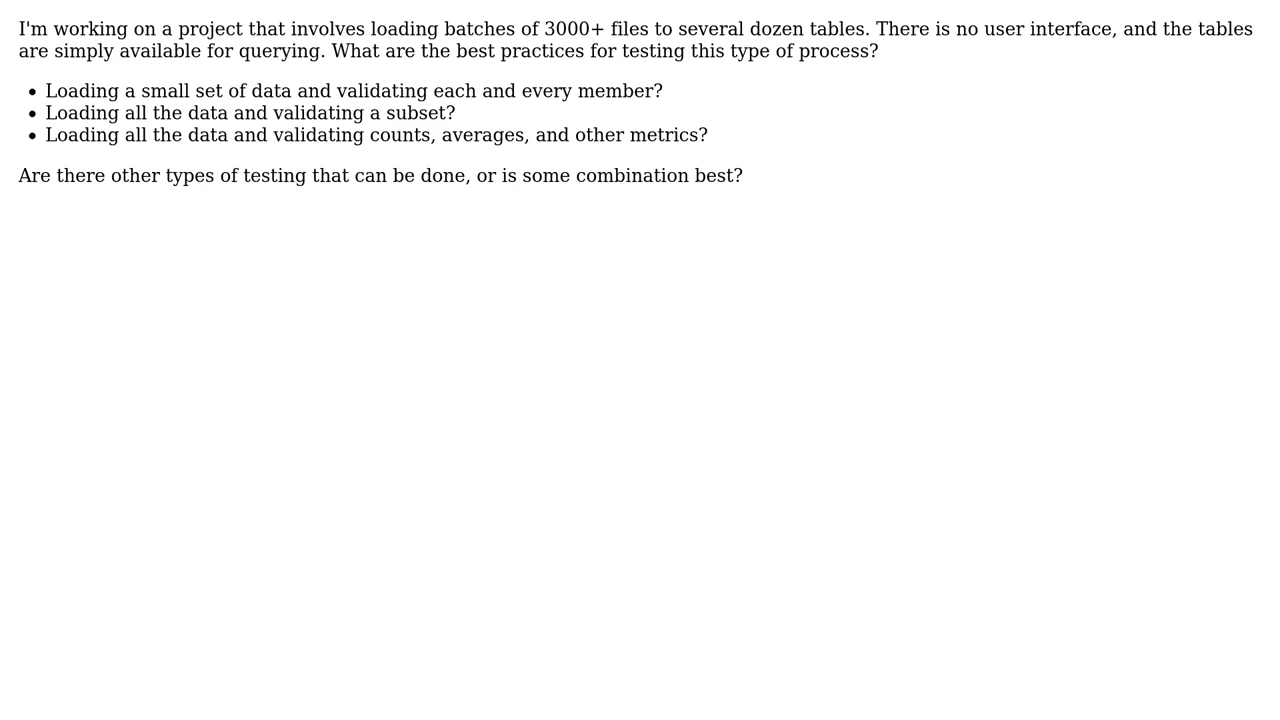 I'm working on a project that involves loading batches of 3000+ files to several dozen tables. There is no user interface, and the tables
are simply available for querying. What are the best practices for testing this type of process?
• Loading a small set of data and validating each and every member?
• Loading all the data and validating a subset?
• Loading all the data and validating counts, averages, and other metrics?
Are there other types of testing that can be done, or is some combination best?